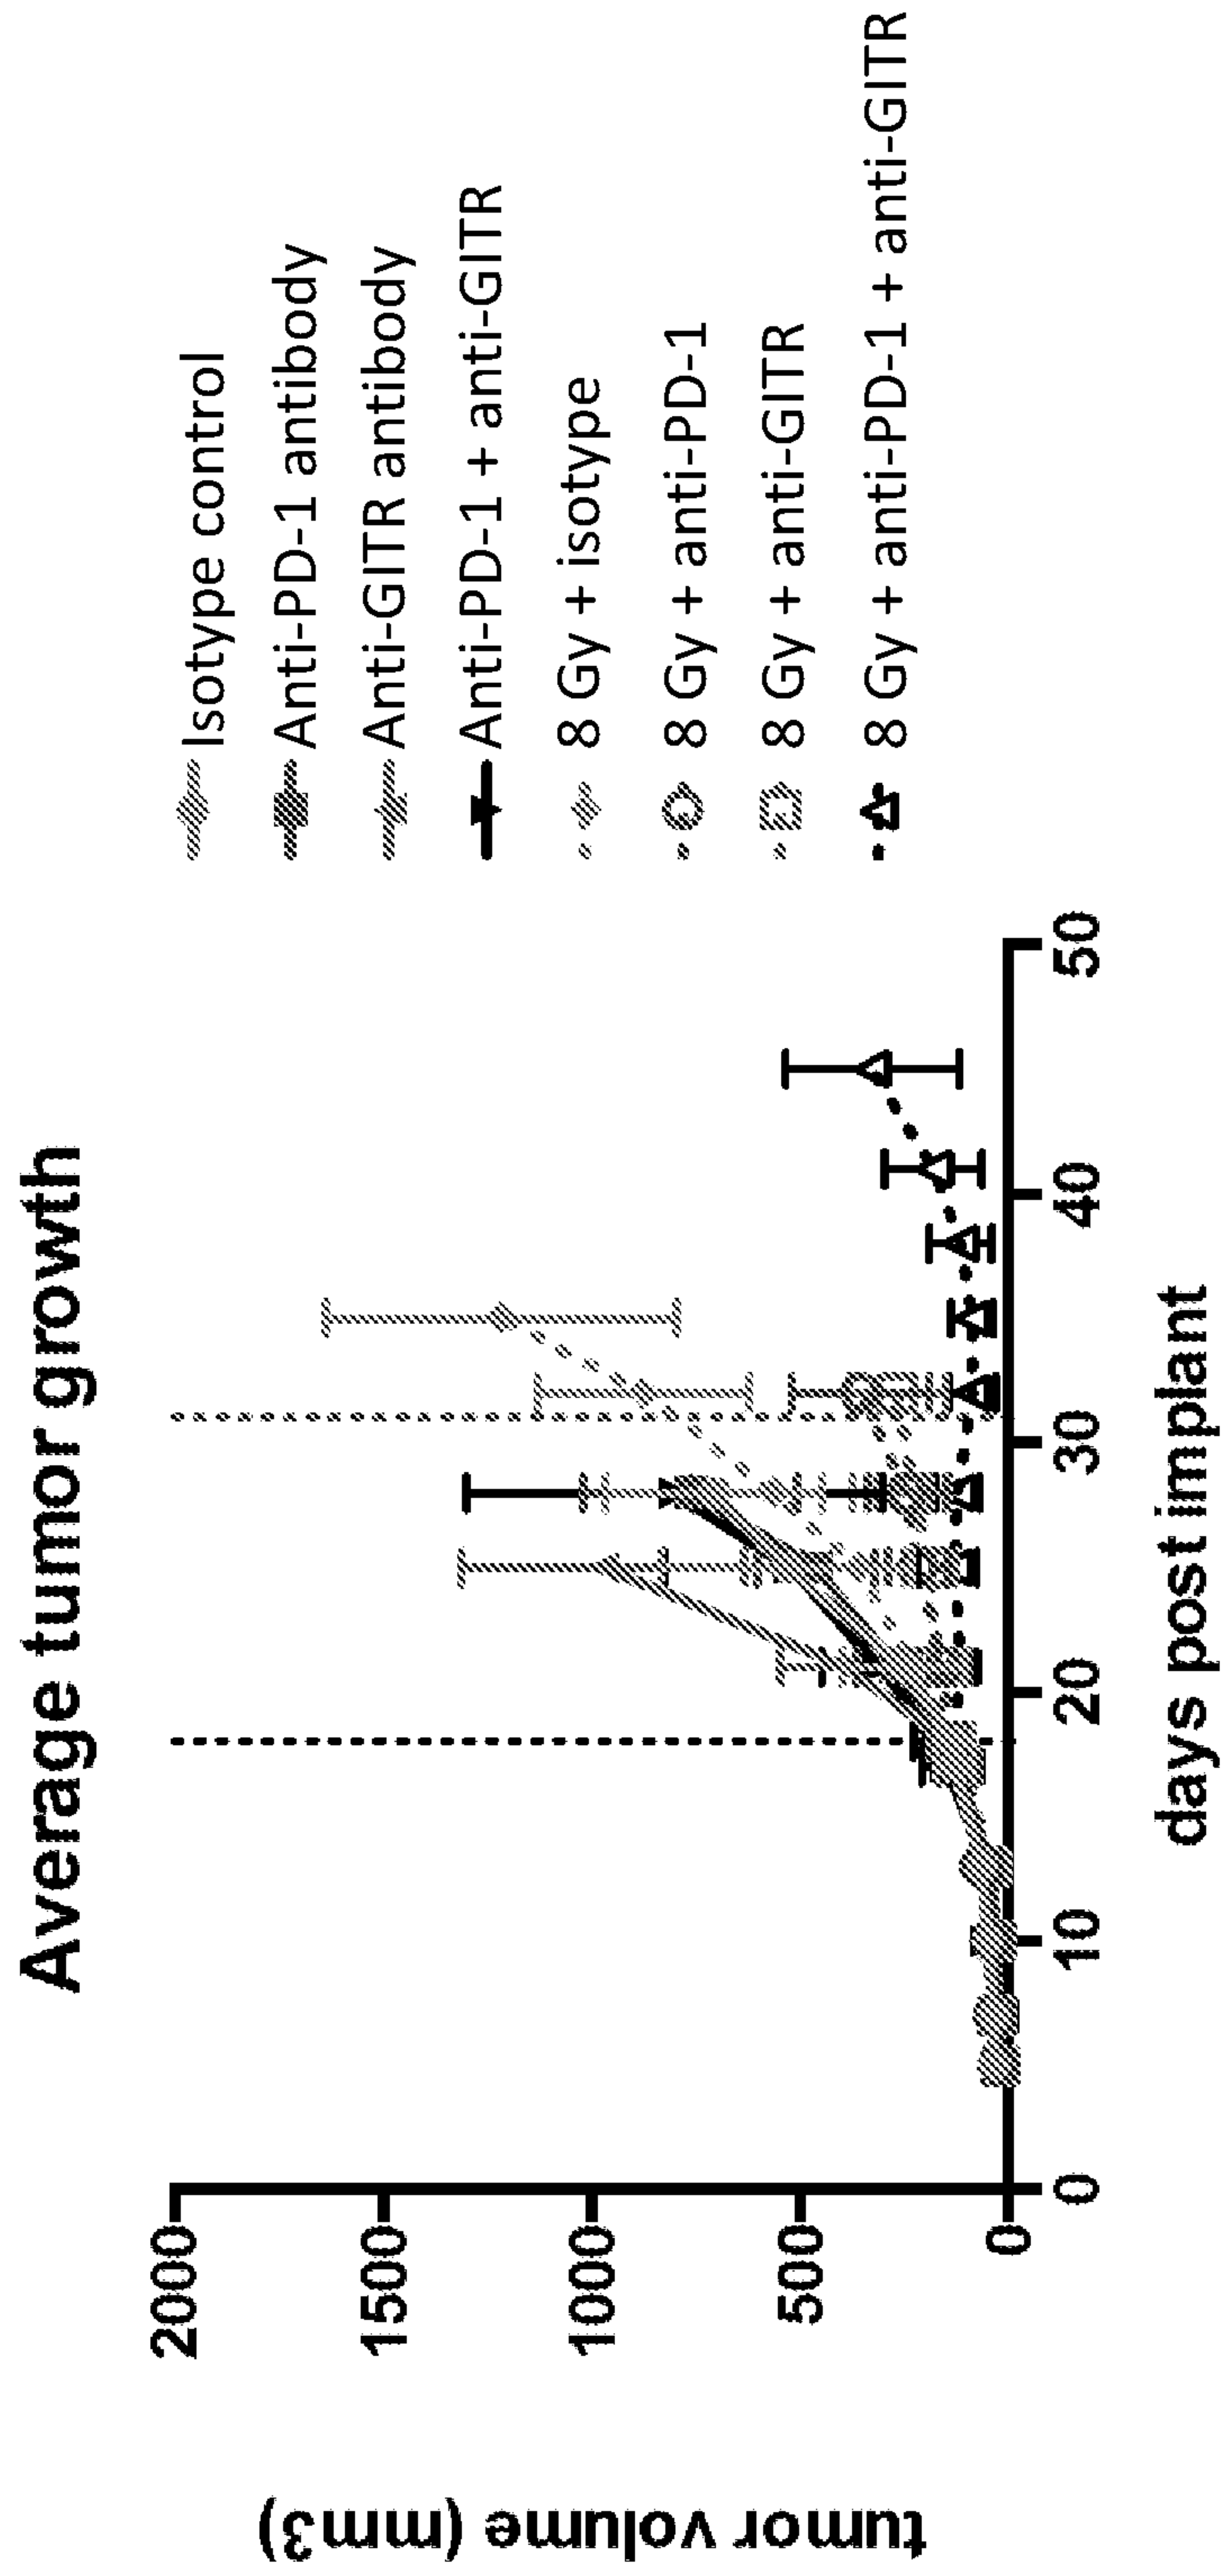 Average tumor growth
tumor volume (mm3)
2000
1500
1000
500
0
0
10
20
30
40
50
days post implant
Isotype control
Anti-PD-1 antibody
Anti-GITR antibody
Anti-PD-1 + anti-GITR
8 Gy + isotype
8 Gy + anti-PD-1
8 Gy + anti-GITR
8 Gy + anti-PD-1 + anti-GITR